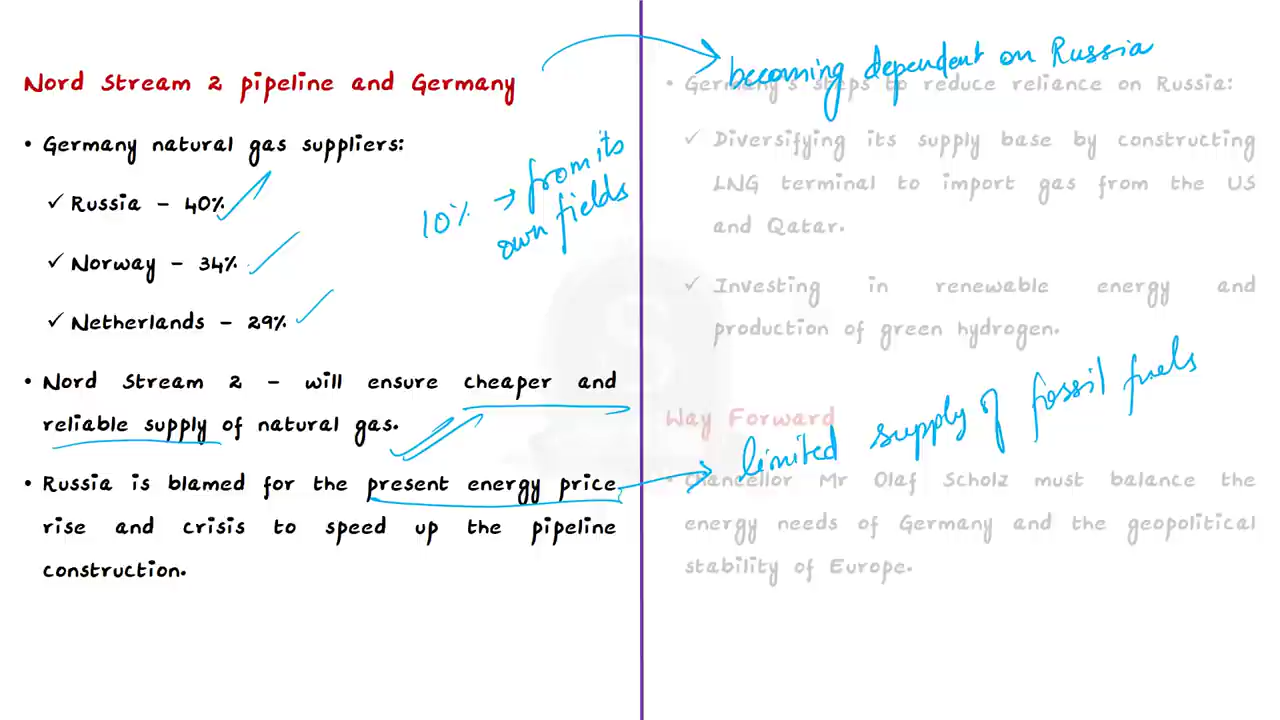 Nord Stream 2 pipeline and Germany
• Germany natural gas suppliers:
✓ Russia – 40%
✓ Norway – 34%
✓ Netherlands – 29%
10% → from its
own fields
• Nord Stream 2 – will ensure cheaper and
reliable supply of natural gas.
• Russia is blamed for the present energy price
rise and crisis to speed up the pipeline
construction.
becoming dependent on Russia
• Germany's steps to reduce reliance on Russia:
✓ Diversifying its supply base by constructing
LNG terminal to import gas from the US
and Qatar.
✓ Investing in renewable energy and
production of green hydrogen.
limited supply of fossil fuels
Way Forward
• Chancellor Mr Olaf Scholz must balance the
energy needs of Germany and the geopolitical
stability of Europe.